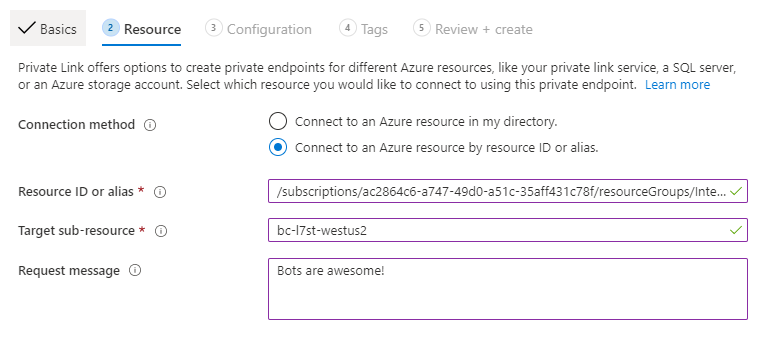 Basics
2 Resource
3 Configuration
4 Tags
5 Review + create
Private Link offers options to create private endpoints for different Azure resources, like your private link service, a SQL server,
or an Azure storage account. Select which resource you would like to connect to using this private endpoint. Learn more
Connection method
Connect to an Azure resource in my directory.
Connect to an Azure resource by resource ID or alias.
Resource ID or alias *
/subscriptions/ac2864c6-a747-49d0-a51c-35aff431c78f/resourceGroups/Inte...
Target sub-resource *
bc-l7st-westus2
Request message
Bots are awesome!